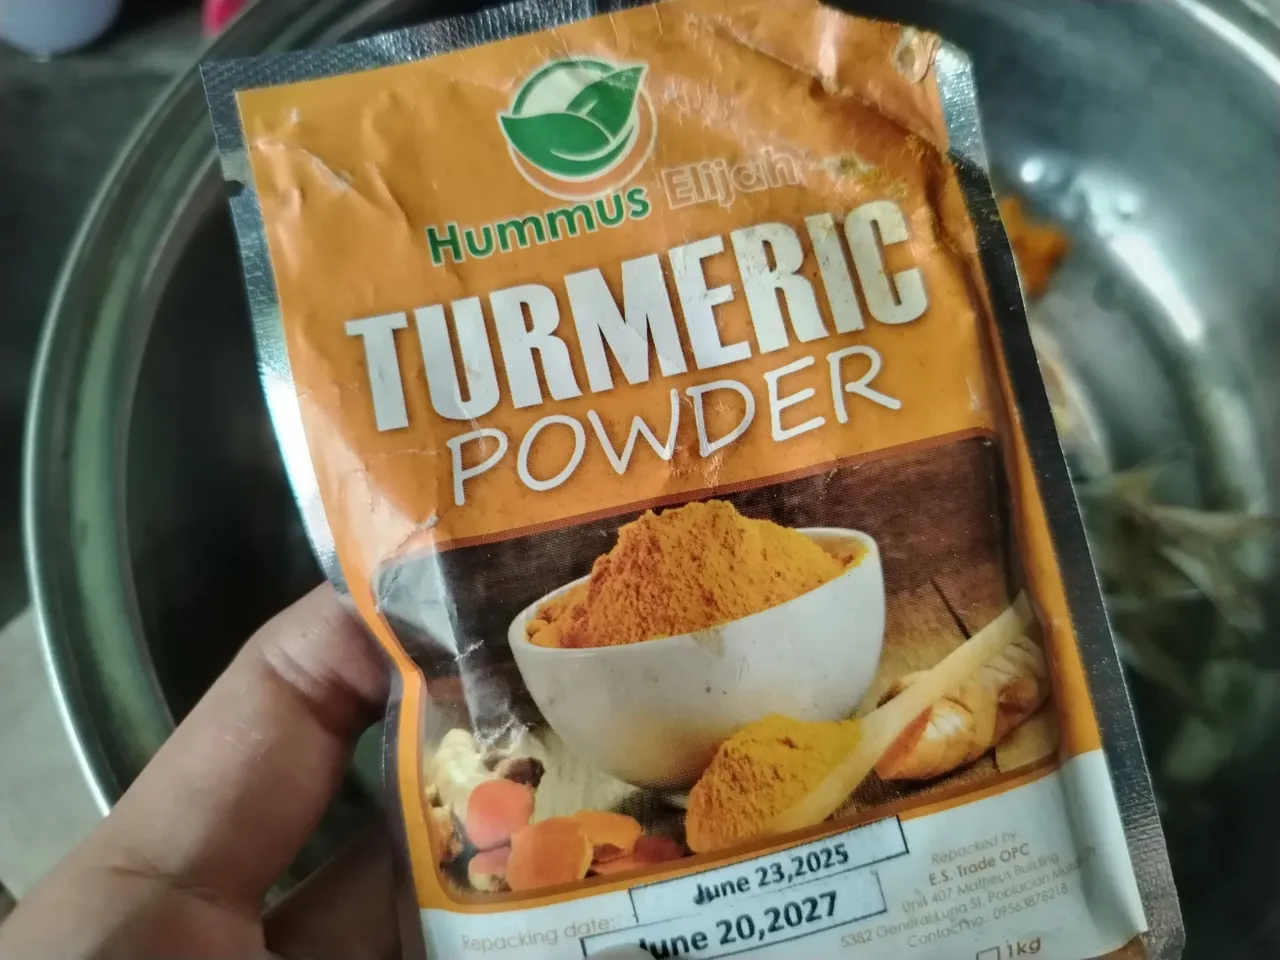 Hummus Elijah
TURMERIC
POWDER
Repacking date: June 23,2025
June 20,2027
Repacked by
E.S. Trade OPC
Unit 407 Matheus Building
5382 General Luna St. Poblacion
Contact no.: 09563878218
1kg